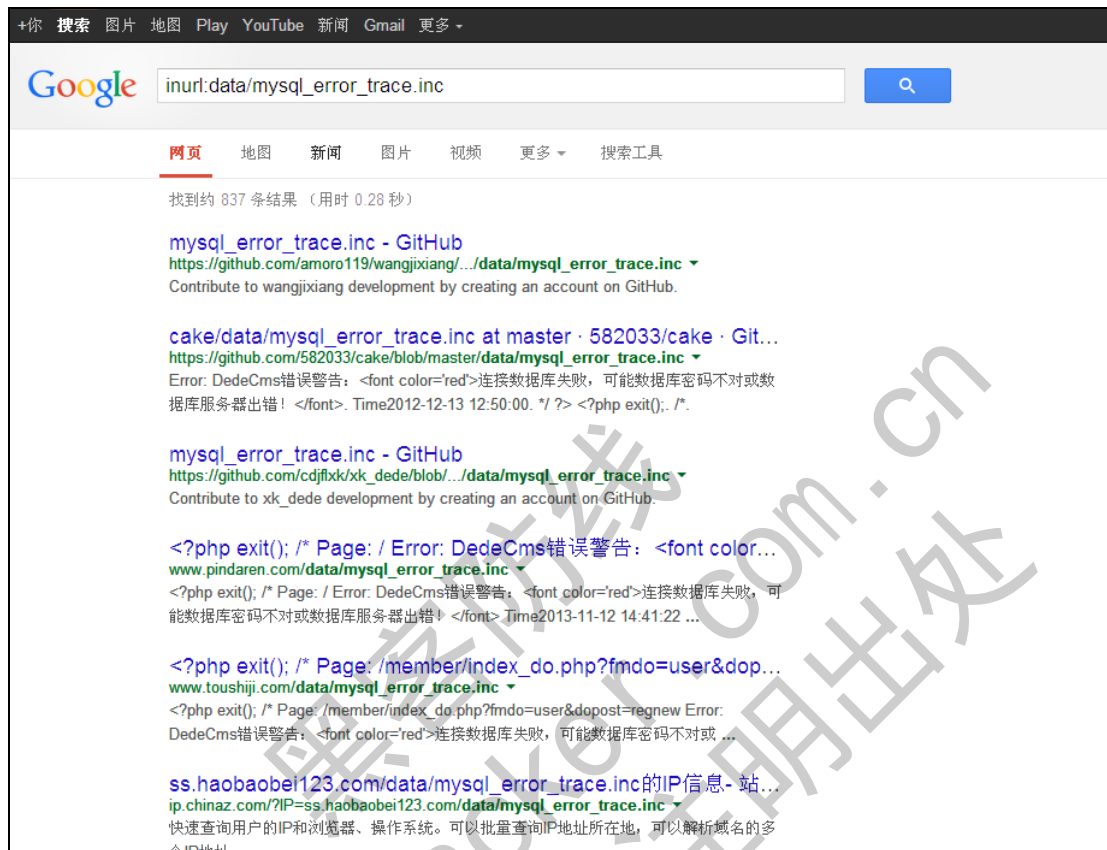 +你 搜索 图片 地图 Play YouTube 新闻 Gmail 更多
Google inurl:data/mysql_error_trace.inc
网页 地图 新闻 图片 视频 更多 搜索工具
找到约 837 条结果 （用时 0.28 秒）
mysql_error_trace.inc - GitHub
https://github.com/amoro119/wangjixiang/.../data/mysql_error_trace.inc
Contribute to wangjixiang development by creating an account on GitHub.
cake/data/mysql_error_trace.inc at master · 582033/cake · Git...
https://github.com/582033/cake/blob/master/data/mysql_error_trace.inc
Error: DedeCms错误警告：<font color='red'>连接数据库失败，可能数据库密码不对或数
据库服务器出错！</font>. Time2012-12-13 12:50:00. */ ?> <?php exit();. /*.
mysql_error_trace.inc - GitHub
https://github.com/cdjflxk/xk_dede/blob/.../data/mysql_error_trace.inc
Contribute to xk_dede development by creating an account on GitHub.
<?php exit(); /* Page: / Error: DedeCms错误警告：<font color...
www.pindaren.com/data/mysql_error_trace.inc
<?php exit(); /* Page: / Error: DedeCms错误警告：<font color='red'>连接数据库失败，可
能数据库密码不对或数据库服务器出错！</font> Time2013-11-12 14:41:22 ...
<?php exit(); /* Page: /member/index_do.php?fmdo=user&dop...
www.toushiji.com/data/mysql_error_trace.inc
<?php exit(); /* Page: /member/index_do.php?fmdo=user&dopost=regnew Error:
DedeCms错误警告：<font color='red'>连接数据库失败，可能数据库密码不对或 ...
ss.haobaobei123.com/data/mysql_error_trace.inc的IP信息- 站...
ip.chinaz.com/?IP=ss.haobaobei123.com/data/mysql_error_trace.inc
快速查询用户的IP和浏览器、操作系统。可以批量查询IP地址所在地，可以解析域名的多
黑客防线
cker.com.cn
注明出处